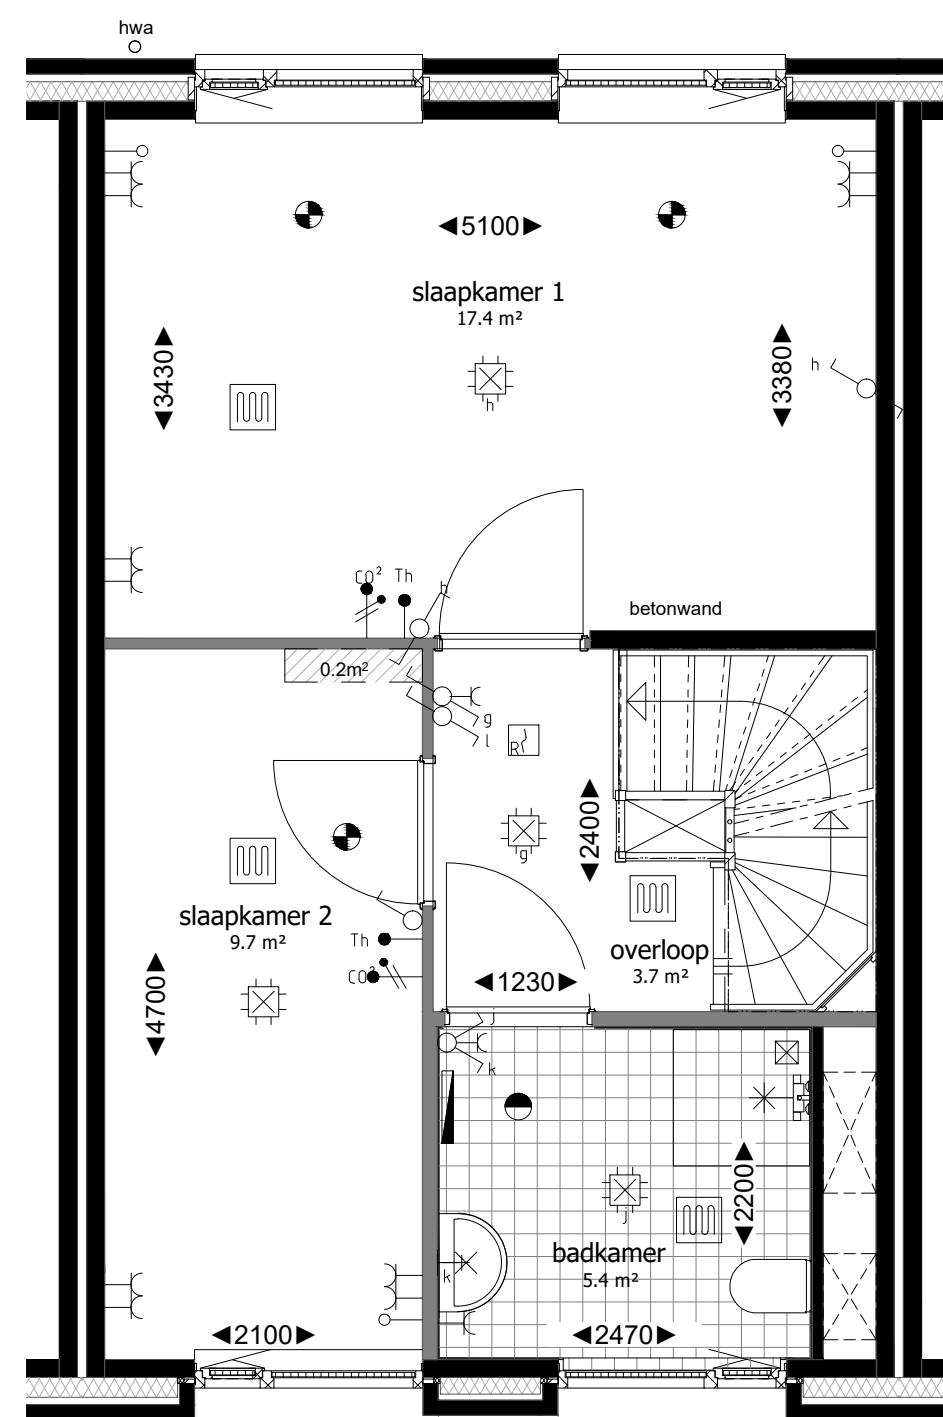 hwa
5100
slaapkamer 1
17.4 m²
3430
3380
h
h
co²
Th
h
betonwand
0.2m²
g
l
R
2400
g
slaapkamer 2
9.7 m²
Th
co²
overloop
3.7 m²
1230
4700
j
k
2200
j
badkamer
5.4 m²
k
2100
2470